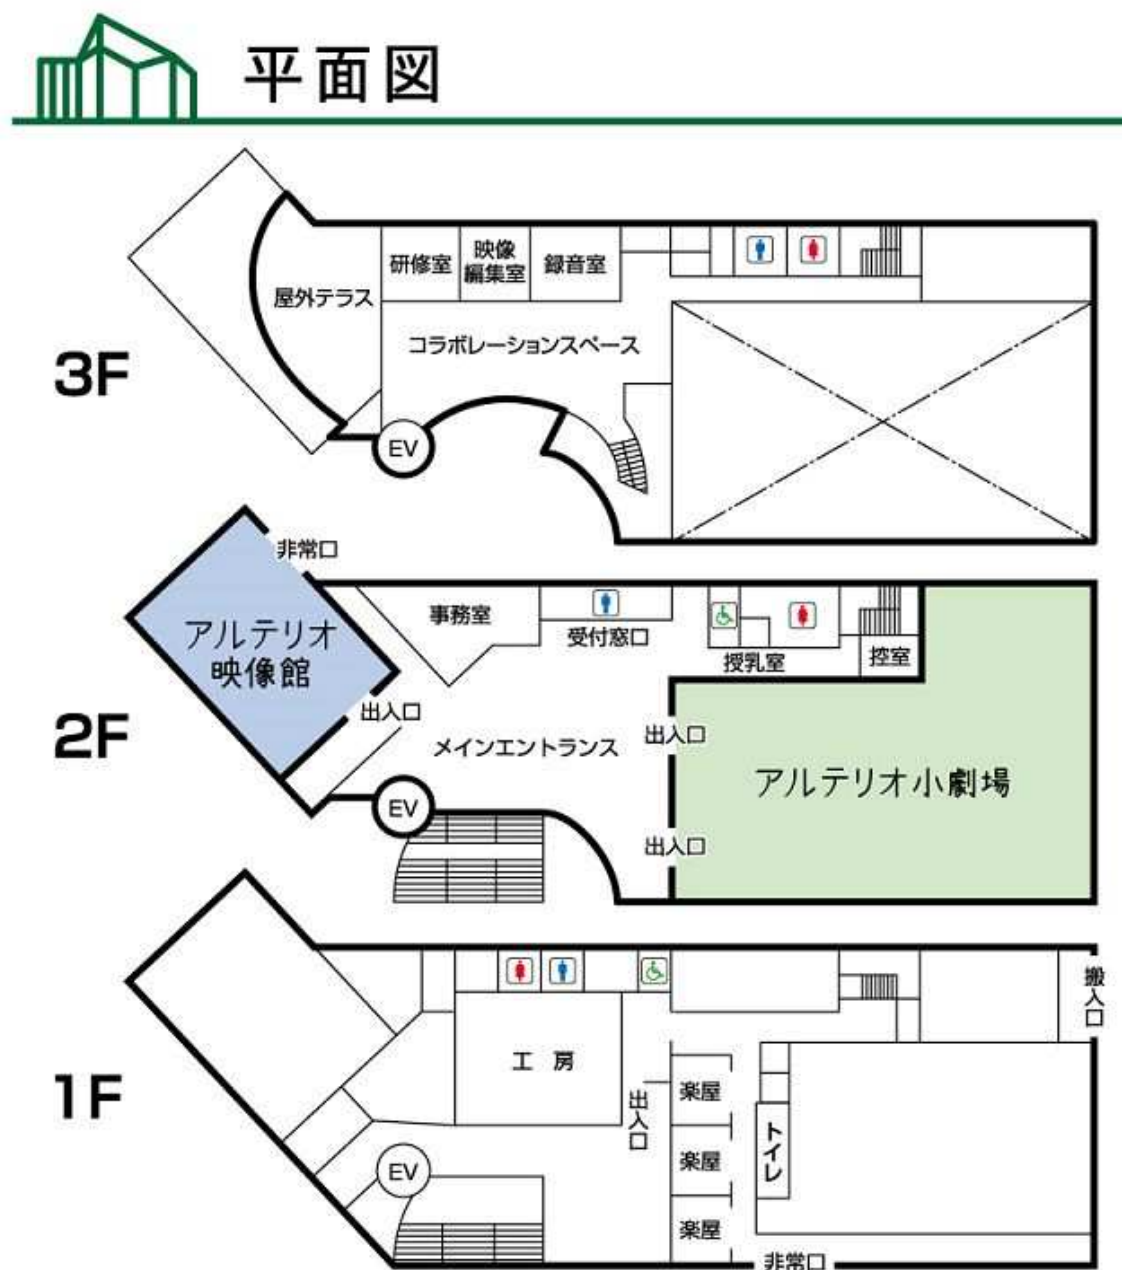 平面図
3F
屋外テラス
研修室
映像
編集室
録音室
コラボレーションスペース
EV
2F
非常口
アルテリオ
映像館
出入口
事務室
受付窓口
授乳室
控室
メインエントランス
出入口
アルテリオ小劇場
出入口
EV
1F
搬入口
工 房
出入口
楽屋
楽屋
楽屋
トイレ
EV
非常口